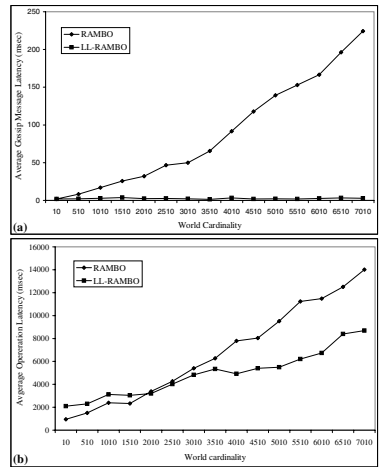 250
200
150
100
50
0
Average Gossip Message Latency (msec)
RAMBO
LL-RAMBO
10 510 1010 1510 2010 2510 3010 3510 4010 4510 5010 5510 6010 6510 7010
World Cardinality
(a)
16000
14000
12000
10000
8000
6000
4000
2000
0
Avgerage Opereration Latency (msec)
RAMBO
LL-RAMBO
10 510 1010 1510 2010 2510 3010 3510 4010 4510 5010 5510 6010 6510 7010
World cardinality
(b)